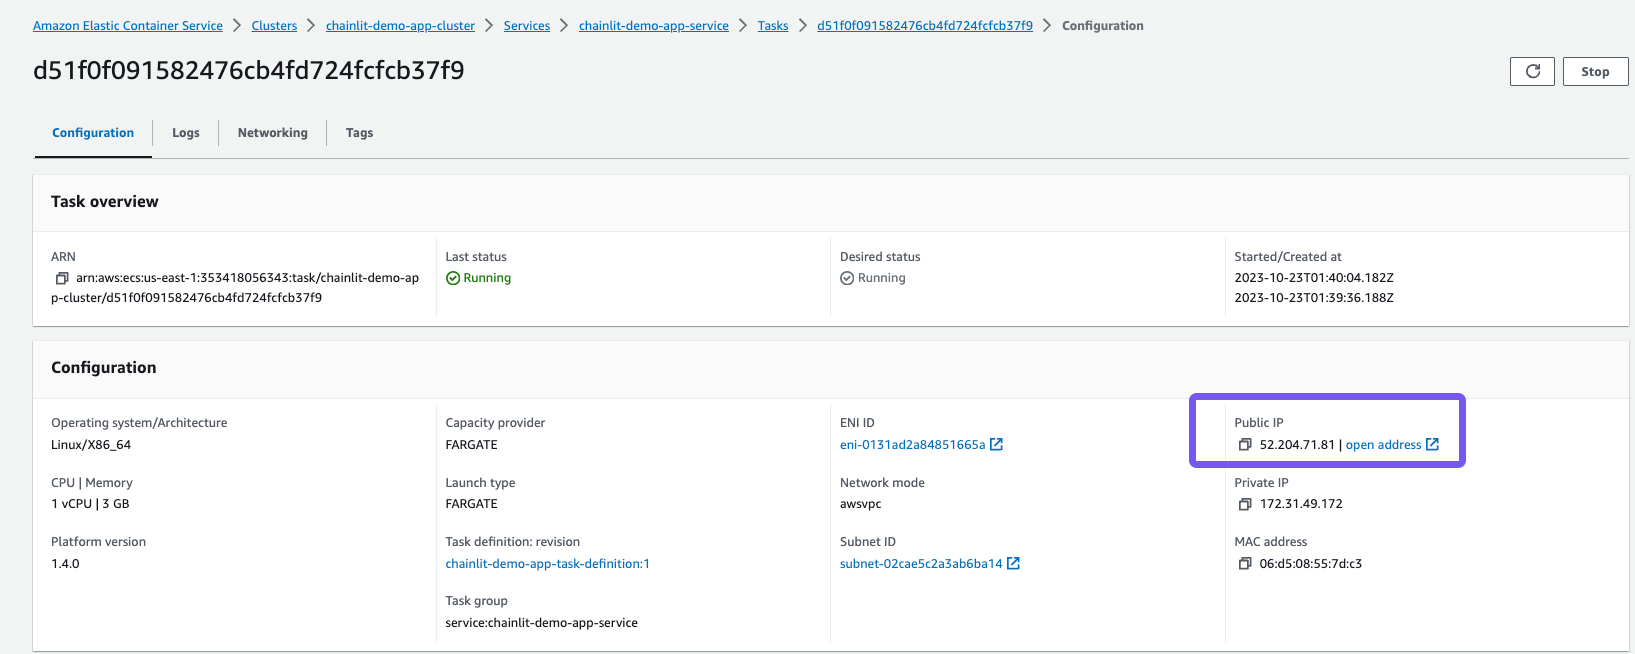 Amazon Elastic Container Service > Clusters > chainlit-demo-app-cluster > Services > chainlit-demo-app-service > Tasks > d51f0f091582476cb4fd724fcfcb37f9 > Configuration
d51f0f091582476cb4fd724fcfcb37f9
Stop
Configuration
Logs
Networking
Tags
Task overview
ARN
arn:aws:ecs:us-east-1:353418056343:task/chainlit-demo-ap
p-cluster/d51f0f091582476cb4fd724fcfcb37f9
Last status
Running
Desired status
Running
Started/Created at
2023-10-23T01:40:04.182Z
2023-10-23T01:39:36.188Z
Configuration
Operating system/Architecture
Linux/X86_64
CPU | Memory
1 vCPU | 3 GB
Platform version
1.4.0
Capacity provider
FARGATE
Launch type
FARGATE
Task definition: revision
chainlit-demo-app-task-definition:1
Task group
service:chainlit-demo-app-service
ENI ID
eni-0131ad2a84851665a
Network mode
awsvpc
Subnet ID
subnet-02cae5c2a3ab6ba14
Public IP
52.204.71.81 | open address
Private IP
172.31.49.172
MAC address
06:d5:08:55:7d:c3